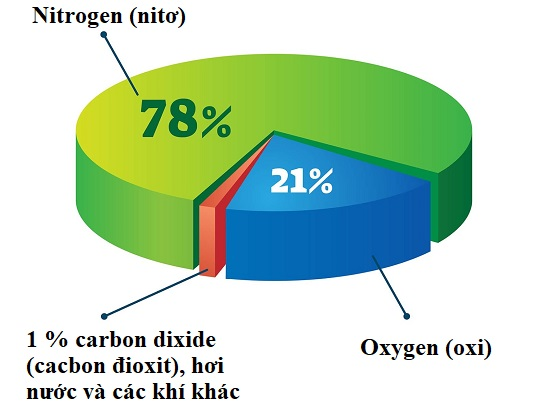 Nitrogen (nitơ)
78%
21%
1 % carbon dixide
(cacbon đioxit), hơi
nước và các khí khác
Oxygen (oxi)